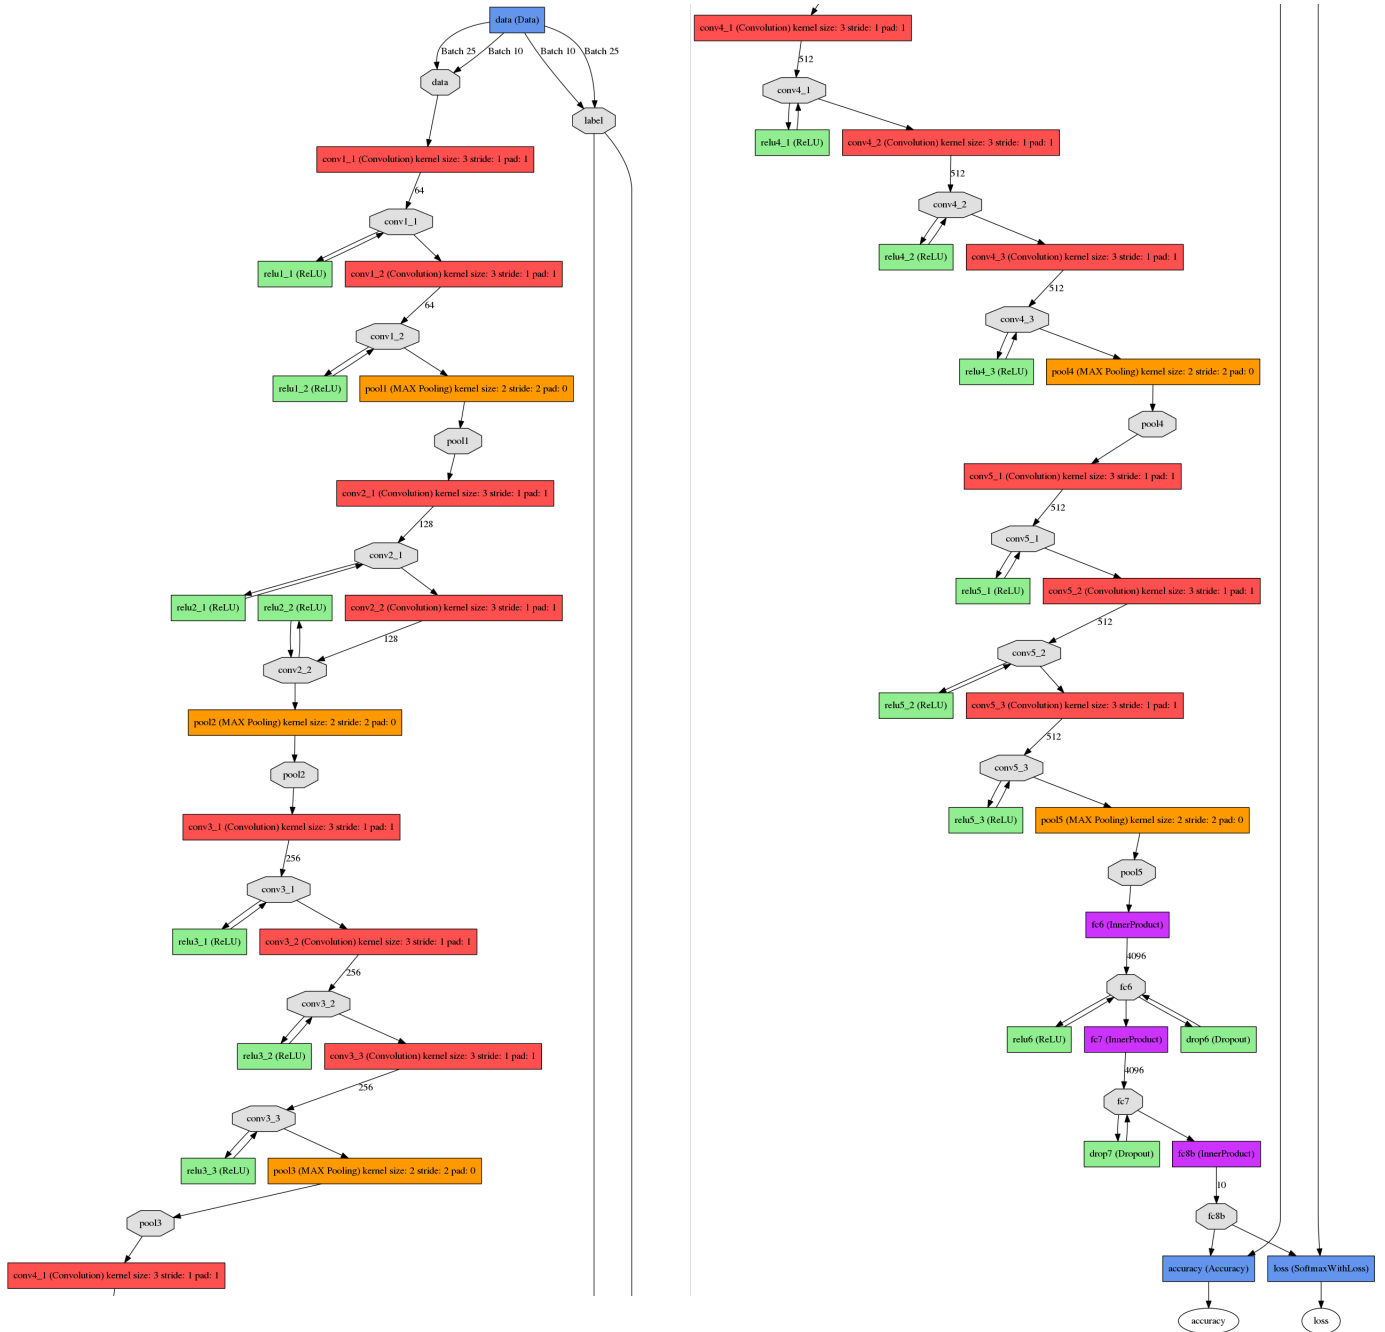 data (Data)
Batch 25
Batch 10
Batch 10
Batch 25
data
label
conv1_1 (Convolution) kernel size: 3 stride: 1 pad: 1
64
conv1_1
relu1_1 (ReLU)
conv1_2 (Convolution) kernel size: 3 stride: 1 pad: 1
64
conv1_2
relu1_2 (ReLU)
pool1 (MAX Pooling) kernel size: 2 stride: 2 pad: 0
pool1
conv2_1 (Convolution) kernel size: 3 stride: 1 pad: 1
128
conv2_1
relu2_1 (ReLU)
relu2_2 (ReLU)
conv2_2 (Convolution) kernel size: 3 stride: 1 pad: 1
128
conv2_2
pool2 (MAX Pooling) kernel size: 2 stride: 2 pad: 0
pool2
conv3_1 (Convolution) kernel size: 3 stride: 1 pad: 1
256
conv3_1
relu3_1 (ReLU)
conv3_2 (Convolution) kernel size: 3 stride: 1 pad: 1
256
conv3_2
relu3_2 (ReLU)
conv3_3 (Convolution) kernel size: 3 stride: 1 pad: 1
256
conv3_3
relu3_3 (ReLU)
pool3 (MAX Pooling) kernel size: 2 stride: 2 pad: 0
pool3
conv4_1 (Convolution) kernel size: 3 stride: 1 pad: 1
conv4_1 (Convolution) kernel size: 3 stride: 1 pad: 1
512
conv4_1
relu4_1 (ReLU)
conv4_2 (Convolution) kernel size: 3 stride: 1 pad: 1
512
conv4_2
relu4_2 (ReLU)
conv4_3 (Convolution) kernel size: 3 stride: 1 pad: 1
512
conv4_3
relu4_3 (ReLU)
pool4 (MAX Pooling) kernel size: 2 stride: 2 pad: 0
pool4
conv5_1 (Convolution) kernel size: 3 stride: 1 pad: 1
512
conv5_1
relu5_1 (ReLU)
conv5_2 (Convolution) kernel size: 3 stride: 1 pad: 1
512
conv5_2
relu5_2 (ReLU)
conv5_3 (Convolution) kernel size: 3 stride: 1 pad: 1
512
conv5_3
relu5_3 (ReLU)
pool5 (MAX Pooling) kernel size: 2 stride: 2 pad: 0
pool5
fc6 (InnerProduct)
4096
fc6
relu6 (ReLU)
fc7 (InnerProduct)
drop6 (Dropout)
4096
fc7
drop7 (Dropout)
fc8b (InnerProduct)
10
fc8b
accuracy (Accuracy)
loss (SoftmaxWithLoss)
accuracy
loss